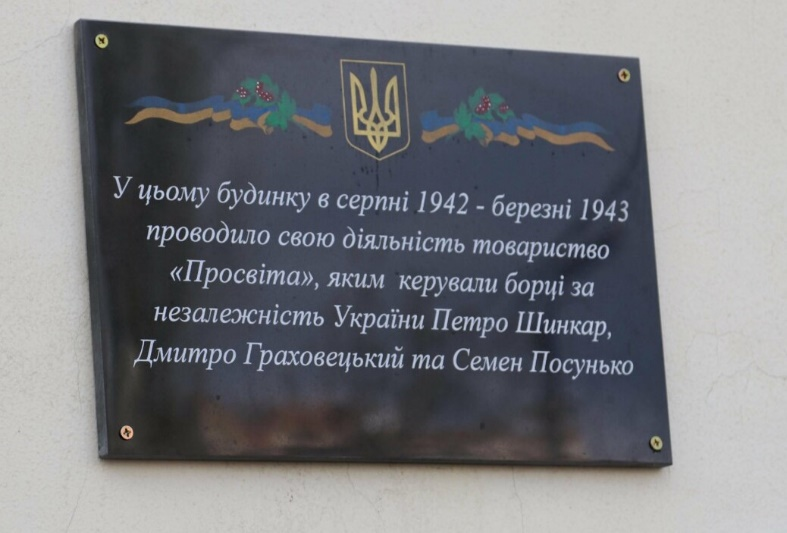 У цьому будинку в серпні 1942 - березні 1943
проводило свою діяльність товариство
«Просвіта», яким керували борці за
незалежність України Петро Шинкар,
Дмитро Граховецький та Семен Посунько